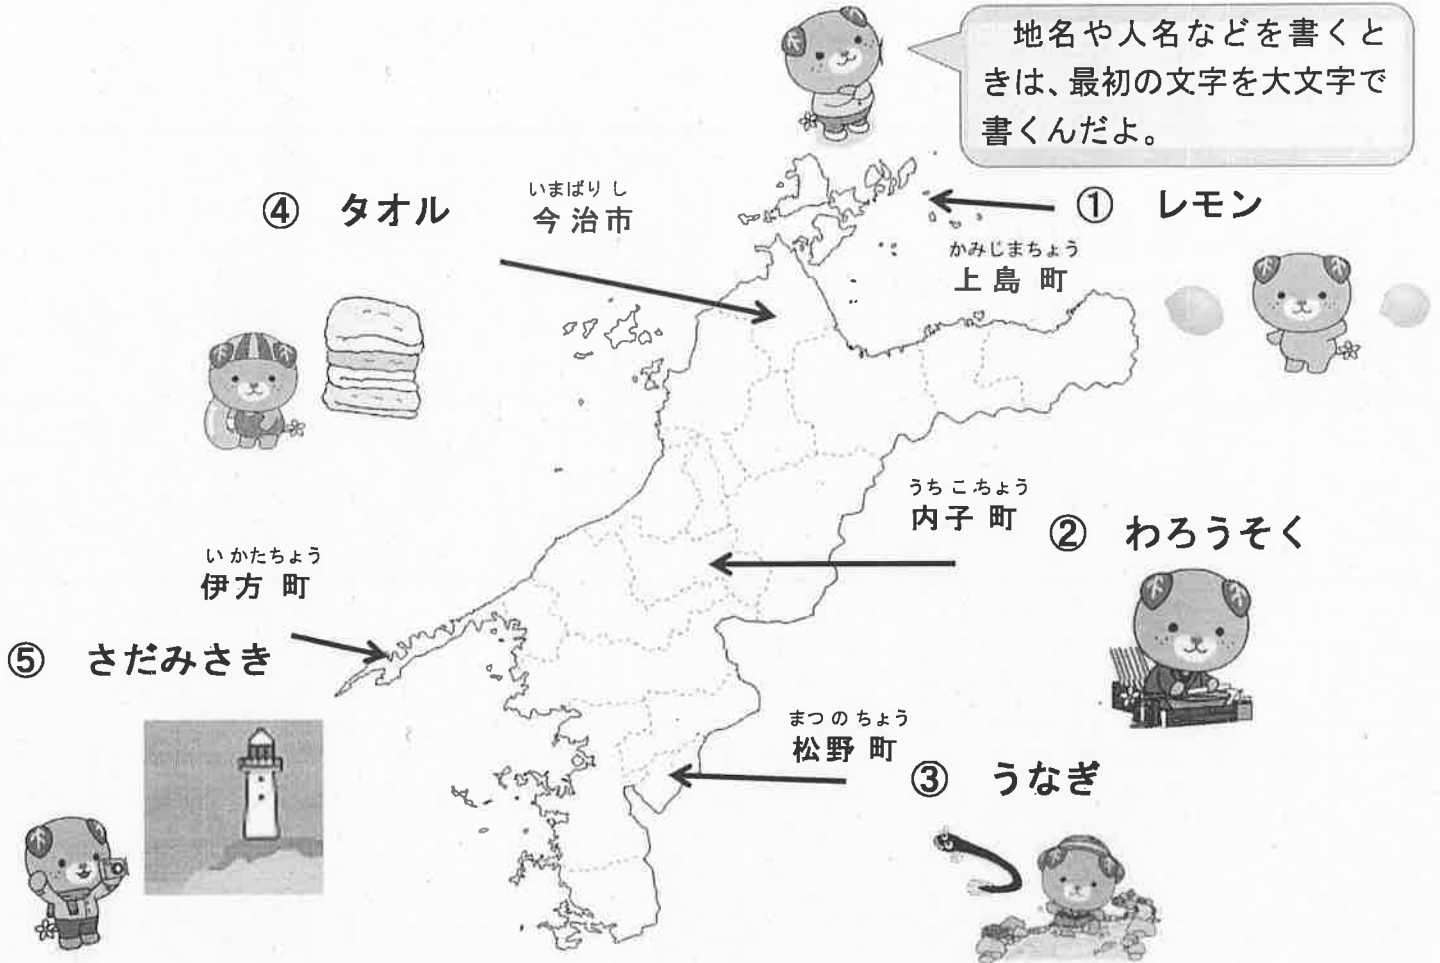 地名や人名などを書くと
きは、最初の文字を大文字で
書くんだよ。
④ タオル
いまばり し
今治市
① レモン
かみじまちょう
上島町
うちこちょう
内子町
② わろうそく
いかたちょう
伊方町
⑤ さだみさき
まつのちょう
松野町
③ うなぎ